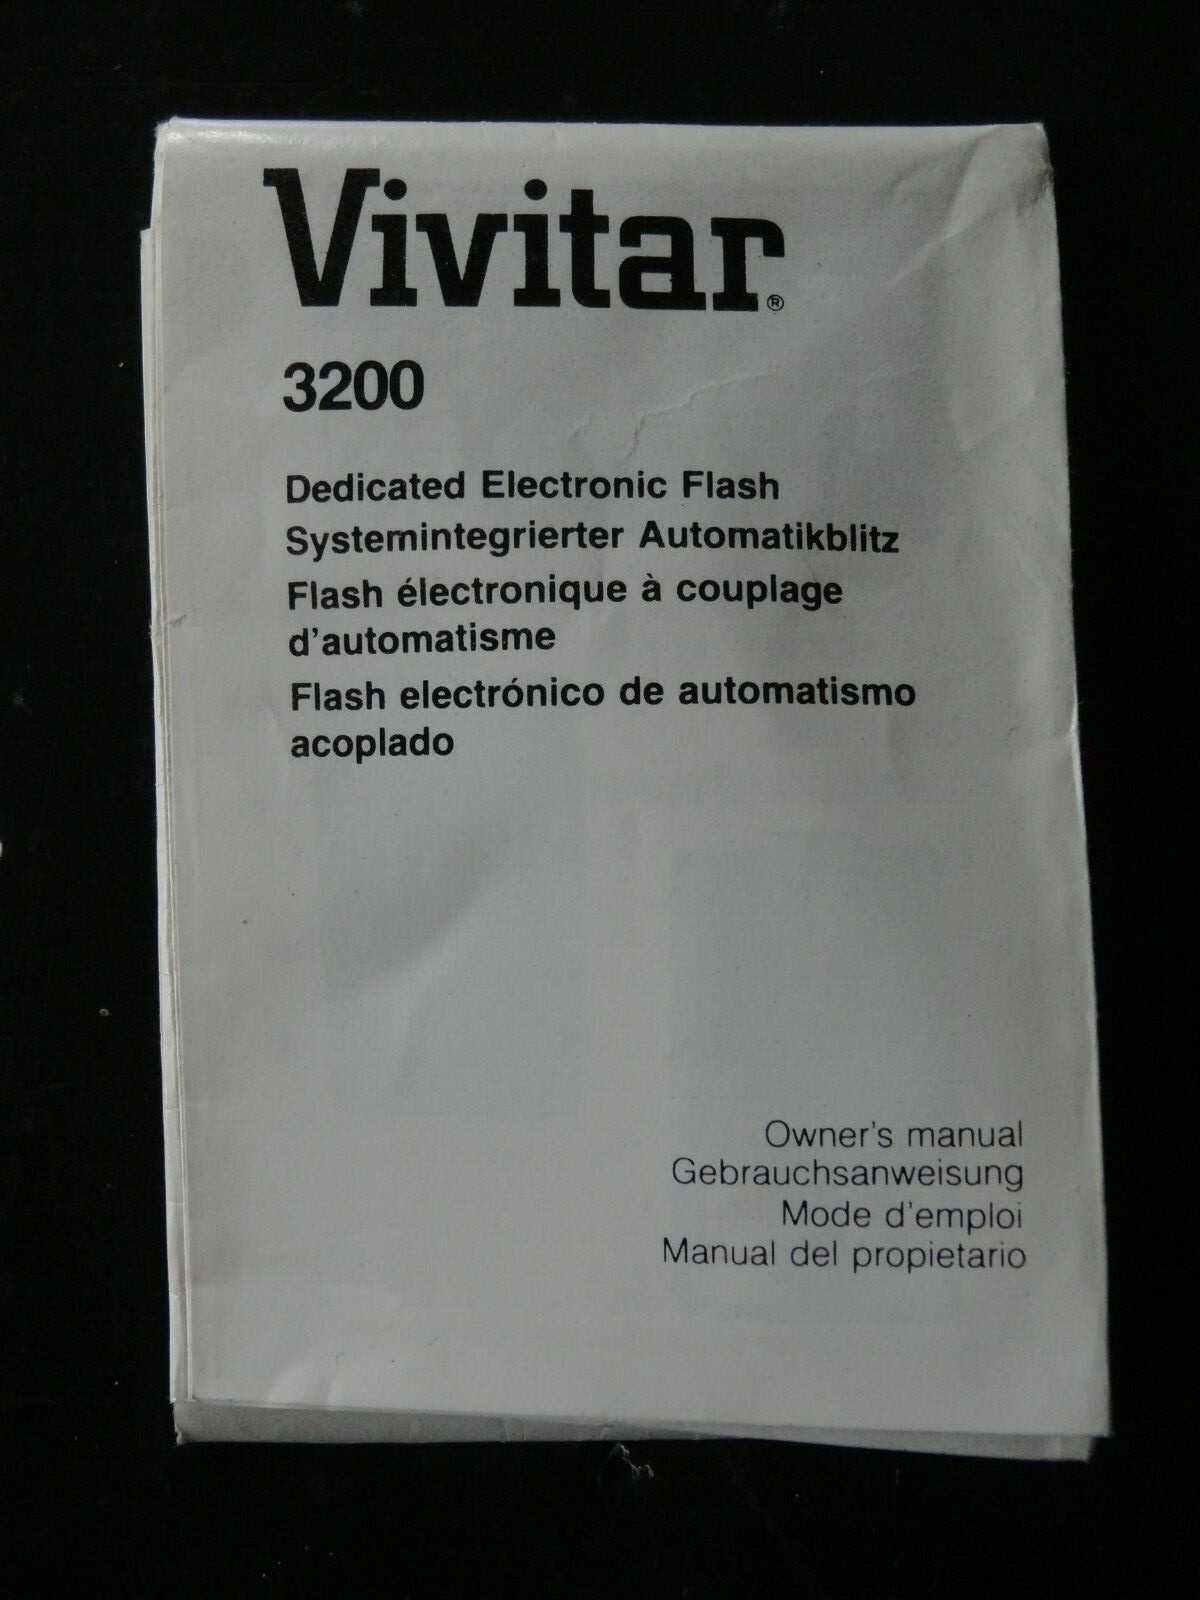 Vivitar®
3200
Dedicated Electronic Flash
Systemintegrierter Automatikblitz
Flash électronique à couplage
d'automatisme
Flash electrónico de automatismo
acoplado
Owner's manual
Gebrauchsanweisung
Mode d'emploi
Manual del propietario